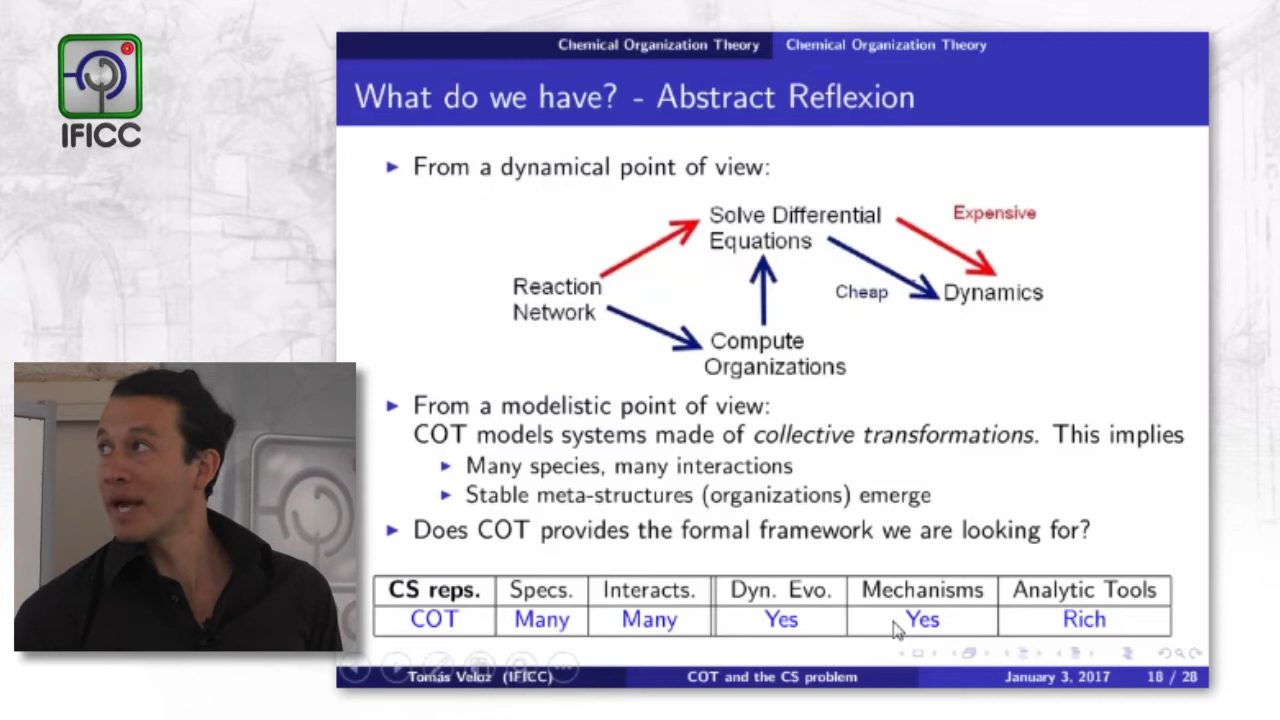 IFICC
Chemical Organization Theory Chemical Organization Theory
What do we have? - Abstract Reflexion
From a dynamical point of view:
Solve Differential
Equations
Expensive
Reaction
Network
Cheap
Dynamics
Compute
Organizations
From a modelistic point of view:
COT models systems made of collective transformations. This implies
Many species, many interactions
Stable meta-structures (organizations) emerge
Does COT provides the formal framework we are looking for?
CS reps. Specs. Interacts. Dyn. Evo. Mechanisms Analytic Tools
COT Many Many Yes Yes Rich
Tomás Veloz (IFICC) COT and the CS problem January 3, 2017 18 / 28